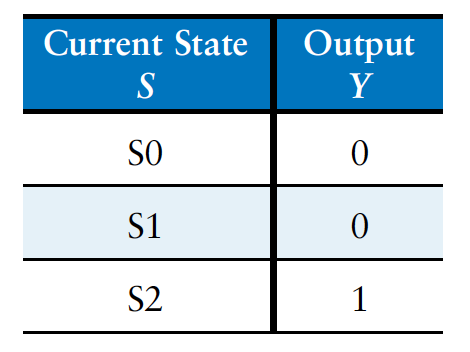 Current State Output
S Y
S0 0
S1 0
S2 1